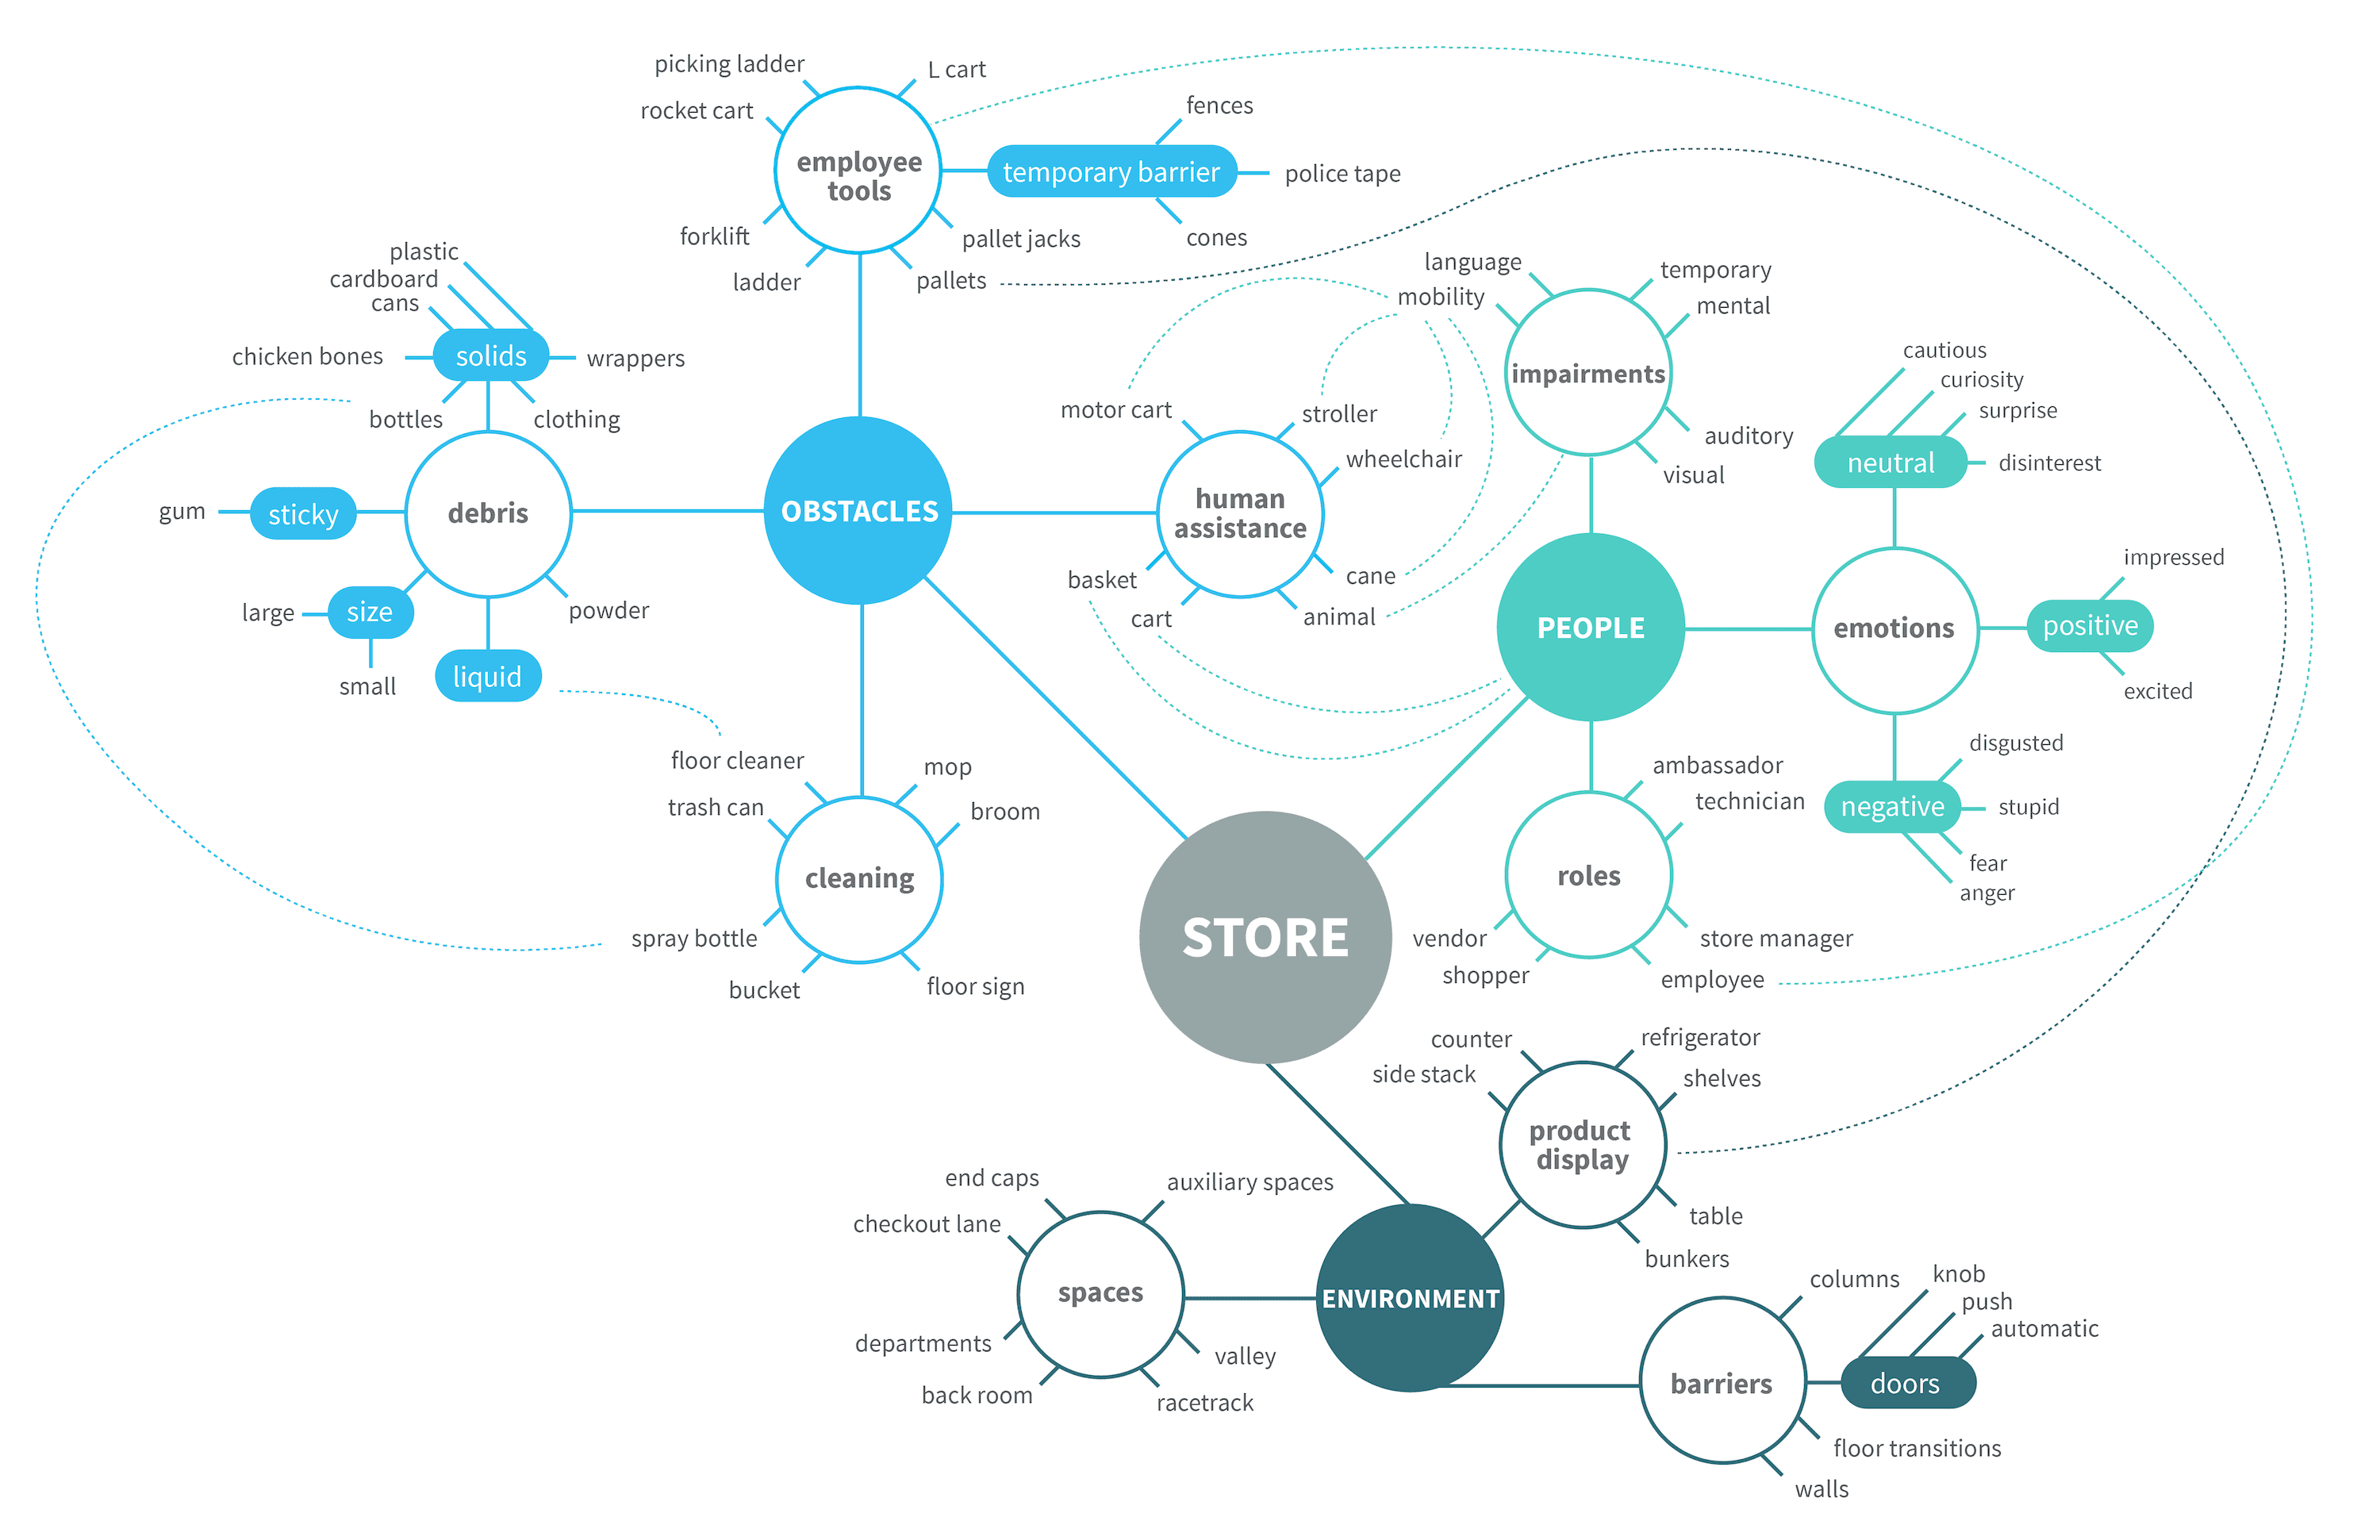 picking ladder
L cart
rocket cart
fences
employee
tools
temporary barrier
police tape
forklift
pallet jacks
cones
ladder
pallets
plastic
cardboard
cans
chicken bones
solids
wrappers
bottles
clothing
gum
sticky
debris
large
size
powder
small
liquid
OBSTACLES
motor cart
stroller
wheelchair
human
assistance
basket
cane
cart
animal
language
temporary
mobility
mental
impairments
auditory
visual
PEOPLE
cautious
curiosity
surprise
neutral
disinterest
emotions
impressed
positive
excited
disgusted
negative
stupid
fear
anger
floor cleaner
mop
trash can
broom
cleaning
spray bottle
bucket
floor sign
STORE
ambassador
technician
roles
vendor
store manager
shopper
employee
counter
refrigerator
side stack
shelves
product
display
table
bunkers
end caps
auxiliary spaces
checkout lane
spaces
departments
valley
back room
racetrack
ENVIRONMENT
columns
knob
push
automatic
barriers
doors
floor transitions
walls